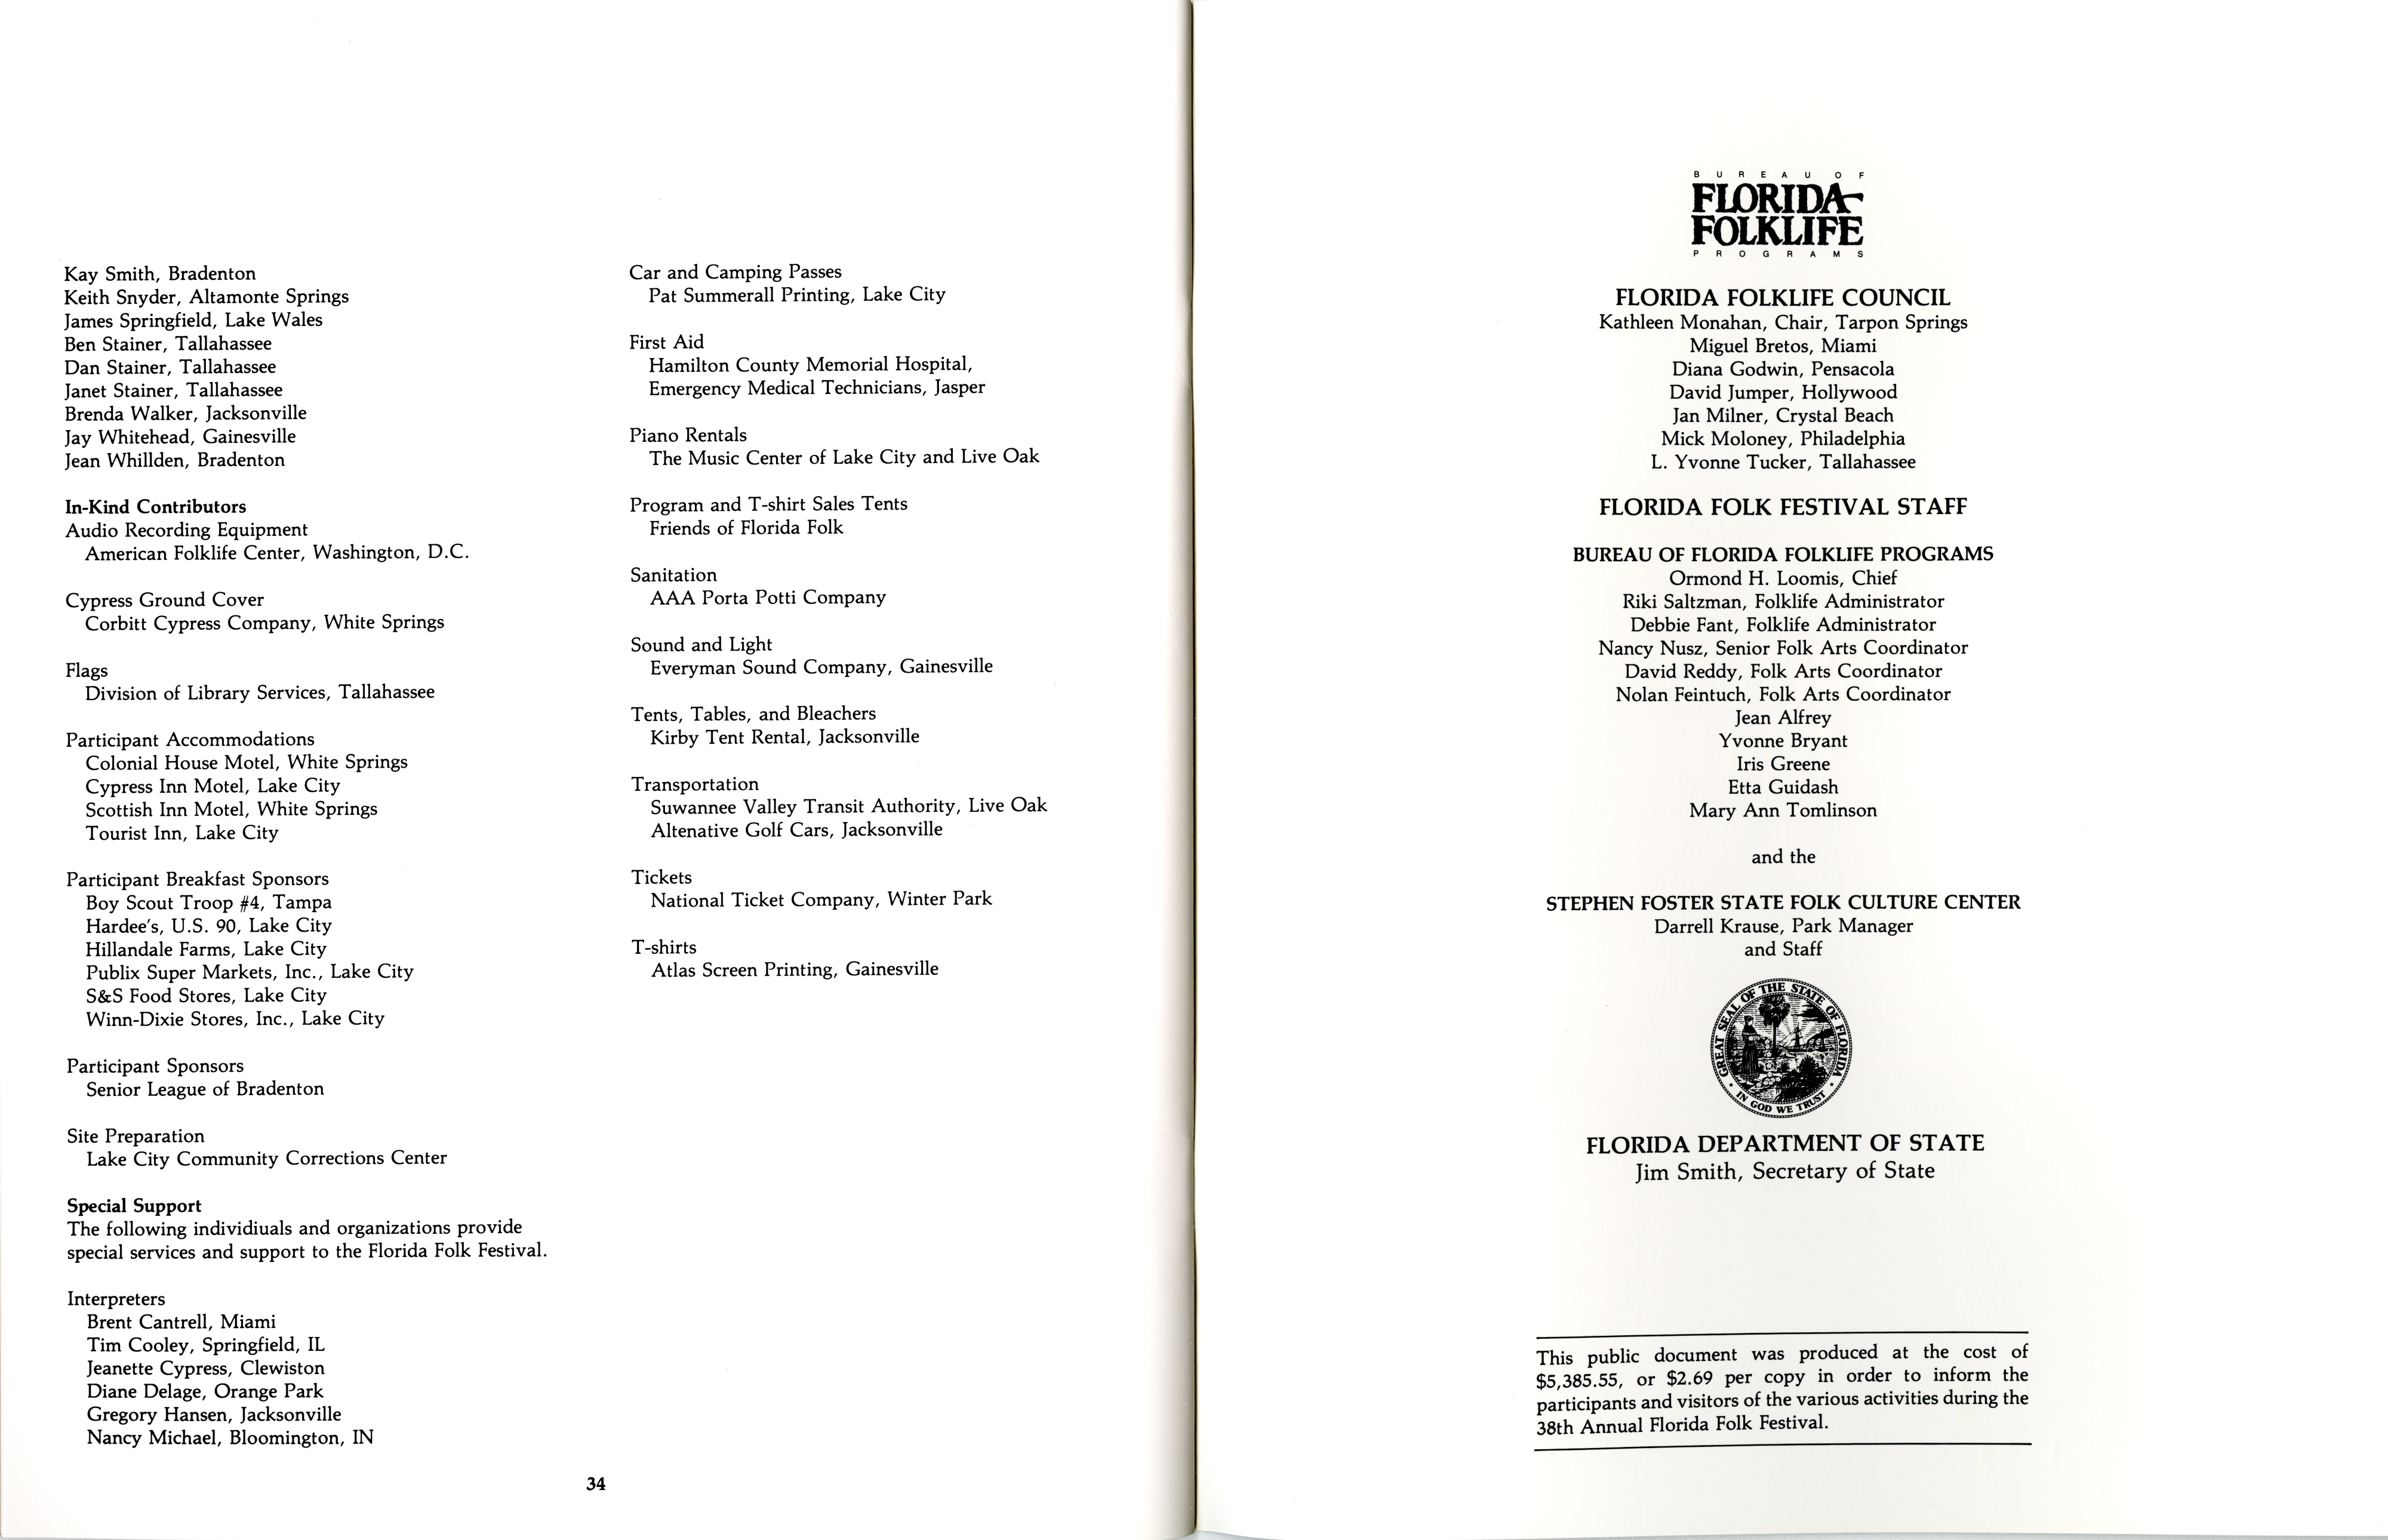 Kay Smith, Bradenton
Keith Snyder, Altamonte Springs
James Springfield, Lake Wales
Ben Stainer, Tallahassee
Dan Stainer, Tallahassee
Janet Stainer, Tallahassee
Brenda Walker, Jacksonville
Jay Whitehead, Gainesville
Jean Whillden, Bradenton
In-Kind Contributors
Audio Recording Equipment
American Folklife Center, Washington, D.C.
Cypress Ground Cover
Corbitt Cypress Company, White Springs
Flags
Division of Library Services, Tallahassee
Participant Accommodations
Colonial House Motel, White Springs
Cypress Inn Motel, Lake City
Scottish Inn Motel, White Springs
Tourist Inn, Lake City
Participant Breakfast Sponsors
Boy Scout Troop #4, Tampa
Hardee's, U.S. 90, Lake City
Hillandale Farms, Lake City
Publix Super Markets, Inc., Lake City
S&S Food Stores, Lake City
Winn-Dixie Stores, Inc., Lake City
Participant Sponsors
Senior League of Bradenton
Site Preparation
Lake City Community Corrections Center
Special Support
The following individiuals and organizations provide
special services and support to the Florida Folk Festival.
Interpreters
Brent Cantrell, Miami
Tim Cooley, Springfield, IL
Jeanette Cypress, Clewiston
Diane Delage, Orange Park
Gregory Hansen, Jacksonville
Nancy Michael, Bloomington, IN
Car and Camping Passes
Pat Summerall Printing, Lake City
First Aid
Hamilton County Memorial Hospital,
Emergency Medical Technicians, Jasper
Piano Rentals
The Music Center of Lake City and Live Oak
Program and T-shirt Sales Tents
Friends of Florida Folk
Sanitation
AAA Porta Potti Company
Sound and Light
Everyman Sound Company, Gainesville
Tents, Tables, and Bleachers
Kirby Tent Rental, Jacksonville
Transportation
Suwannee Valley Transit Authority, Live Oak
Altenative Golf Cars, Jacksonville
Tickets
National Ticket Company, Winter Park
T-shirts
Atlas Screen Printing, Gainesville
34
BUREAU OF
FLORIDA
FOLKLIFE
PROGRAMS
FLORIDA FOLKLIFE COUNCIL
Kathleen Monahan, Chair, Tarpon Springs
Miguel Bretos, Miami
Diana Godwin, Pensacola
David Jumper, Hollywood
Jan Milner, Crystal Beach
Mick Moloney, Philadelphia
L. Yvonne Tucker, Tallahassee
FLORIDA FOLK FESTIVAL STAFF
BUREAU OF FLORIDA FOLKLIFE PROGRAMS
Ormond H. Loomis, Chief
Riki Saltzman, Folklife Administrator
Debbie Fant, Folklife Administrator
Nancy Nusz, Senior Folk Arts Coordinator
David Reddy, Folk Arts Coordinator
Nolan Feintuch, Folk Arts Coordinator
Jean Alfrey
Yvonne Bryant
Iris Greene
Etta Guidash
Mary Ann Tomlinson
and the
STEPHEN FOSTER STATE FOLK CULTURE CENTER
Darrell Krause, Park Manager
and Staff
GREAT SEAL OF THE STATE OF FLORIDA
IN GOD WE TRUST
FLORIDA DEPARTMENT OF STATE
Jim Smith, Secretary of State
This public document was produced at the cost of
$5,385.55, or $2.69 per copy in order to inform the
participants and visitors of the various activities during the
38th Annual Florida Folk Festival.